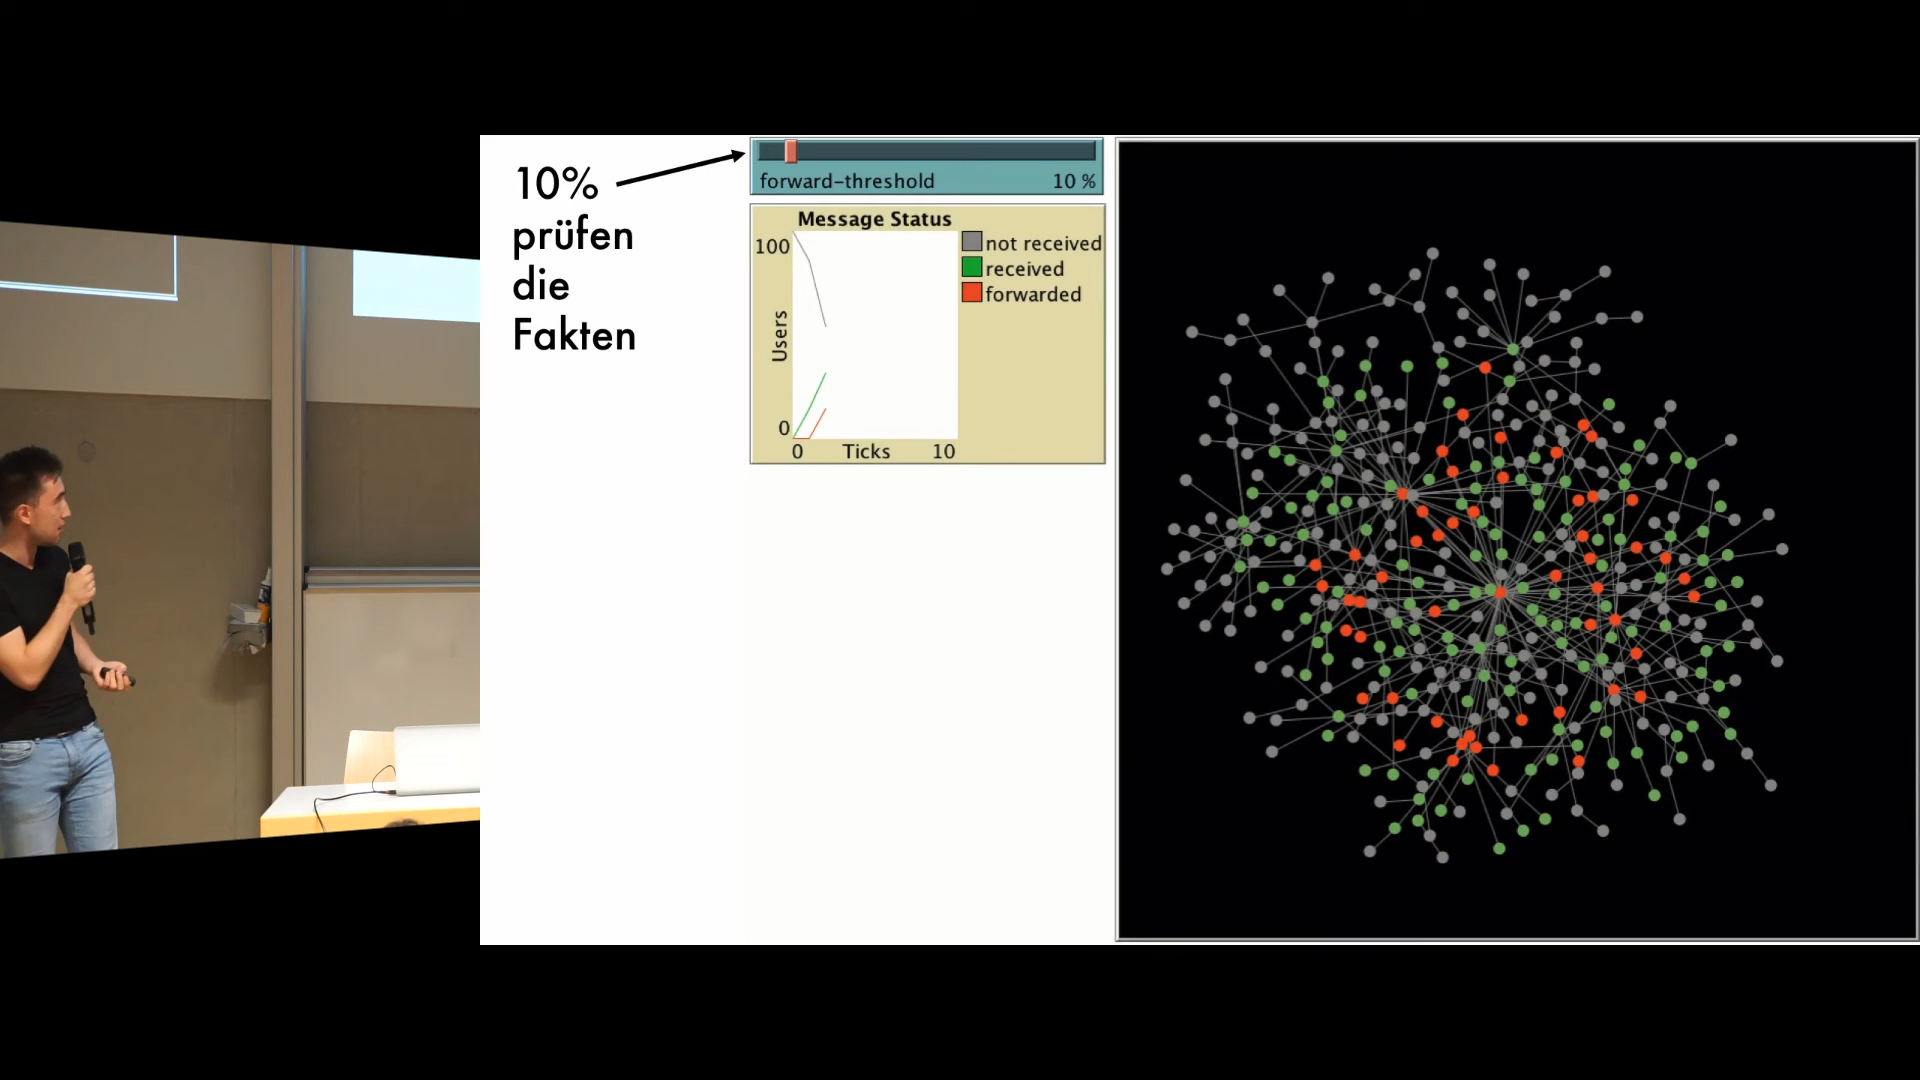 10%
prüfen
die
Fakten
forward-threshold 10 %
Message Status
100
Users
0
0 Ticks 10
not received
received
forwarded